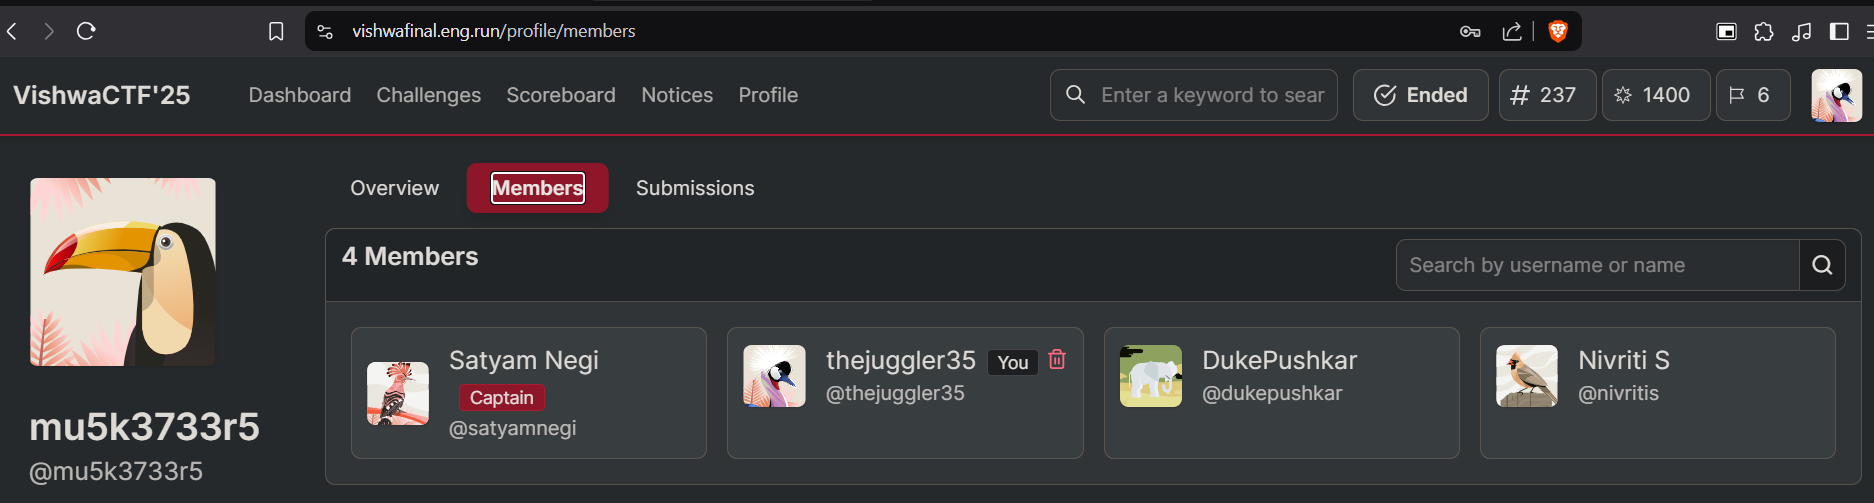 vishwafinal.eng.run/profile/members
VishwaCTF'25
Dashboard
Challenges
Scoreboard
Notices
Profile
Enter a keyword to sear
Ended
# 237
1400
6
Overview
Members
Submissions
4 Members
Search by username or name
Satyam Negi
Captain
@satyamnegi
thejuggler35 You
@thejuggler35
DukePushkar
@dukepushkar
Nivriti S
@nivritis
mu5k3733r5
@mu5k3733r5